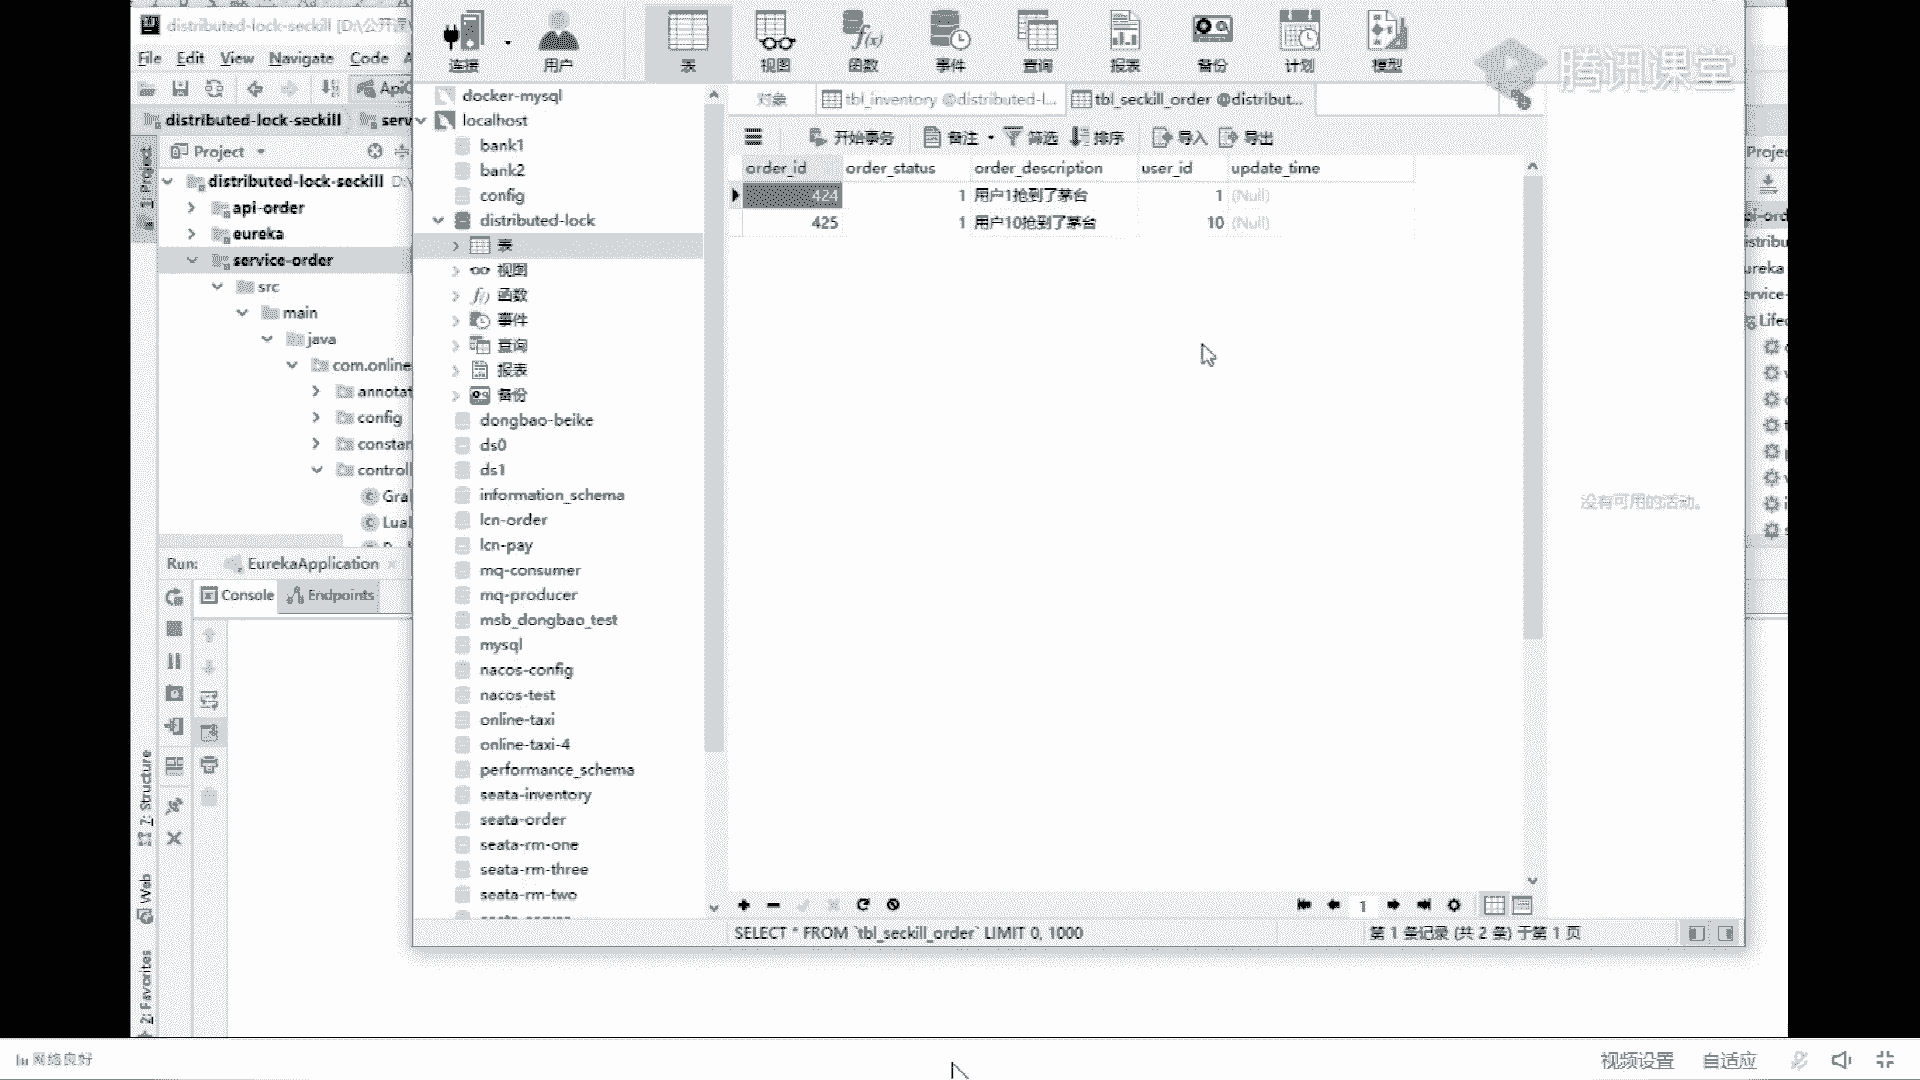 distributed-lock-seckill [D:\公开课\
File Edit View Navigate Code A
连接 用户 表 视图 函数 事件 查询 报表 备份 计划 模型
腾讯课堂
ApiO
distributed-lock-seckill serv
Project
distributed-lock-seckill D:\
api-order
eureka
service-order
src
main
java
com.online
annotat
config
constan
controll
Gral
Lual
Run: EurekaApplication
Console Endpoints
1: Project
7: Structure
Web
2: Favorites
docker-mysql
localhost
bank1
bank2
config
distributed-lock
表
视图
函数
事件
查询
报表
备份
dongbao-beike
ds0
ds1
information_schema
lcn-order
lcn-pay
mq-consumer
mq-producer
msb_dongbao_test
mysql
nacos-config
nacos-test
online-taxi
online-taxi-4
performance_schema
seata-inventory
seata-order
seata-rm-one
seata-rm-three
seata-rm-two
对象 tbl_inventory @distributed-l... tbl_seckill_order @distribut...
开始事务 备注 筛选 排序 导入 导出
order_id order_status order_description user_id update_time
424 1 用户1抢到了茅台 1 (Null)
425 1 用户10抢到了茅台 10 (Null)
没有可用的活动。
1
SELECT * FROM `tbl_seckill_order` LIMIT 0, 1000
第 1 条记录 (共 2 条) 于第 1 页
Projec
pi-ord
istribu
ureka
ervice-
Lifec
网络良好
视频设置 自适应